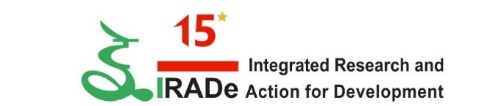 15
Integrated Research and
IRADe Action for Development